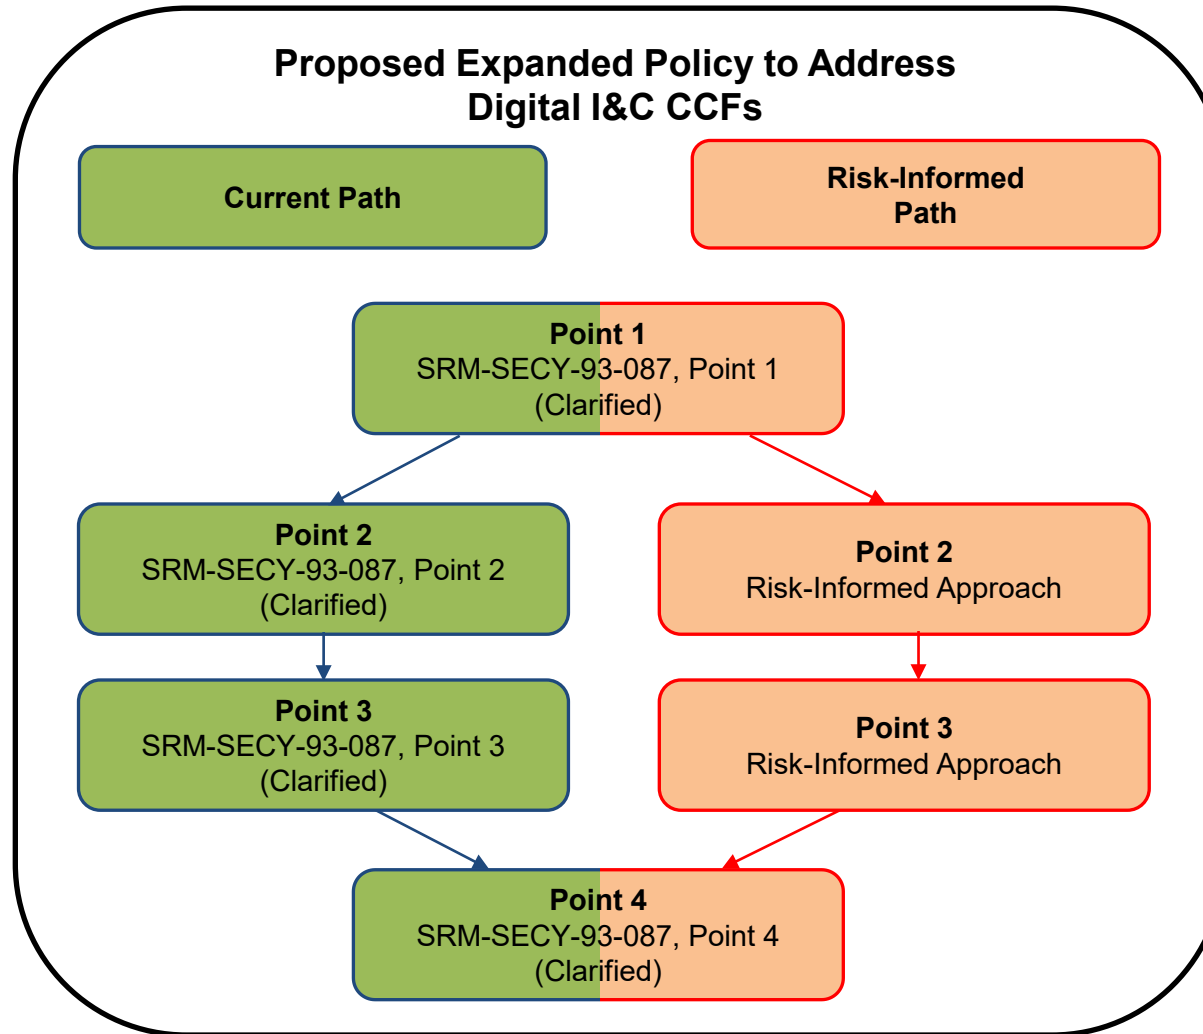 Proposed Expanded Policy to Address
Digital I&C CCFs
Current Path
Risk-Informed
Path
Point 1
SRM-SECY-93-087, Point 1
(Clarified)
Point 2
SRM-SECY-93-087, Point 2
(Clarified)
Point 2
Risk-Informed Approach
Point 3
SRM-SECY-93-087, Point 3
(Clarified)
Point 3
Risk-Informed Approach
Point 4
SRM-SECY-93-087, Point 4
(Clarified)